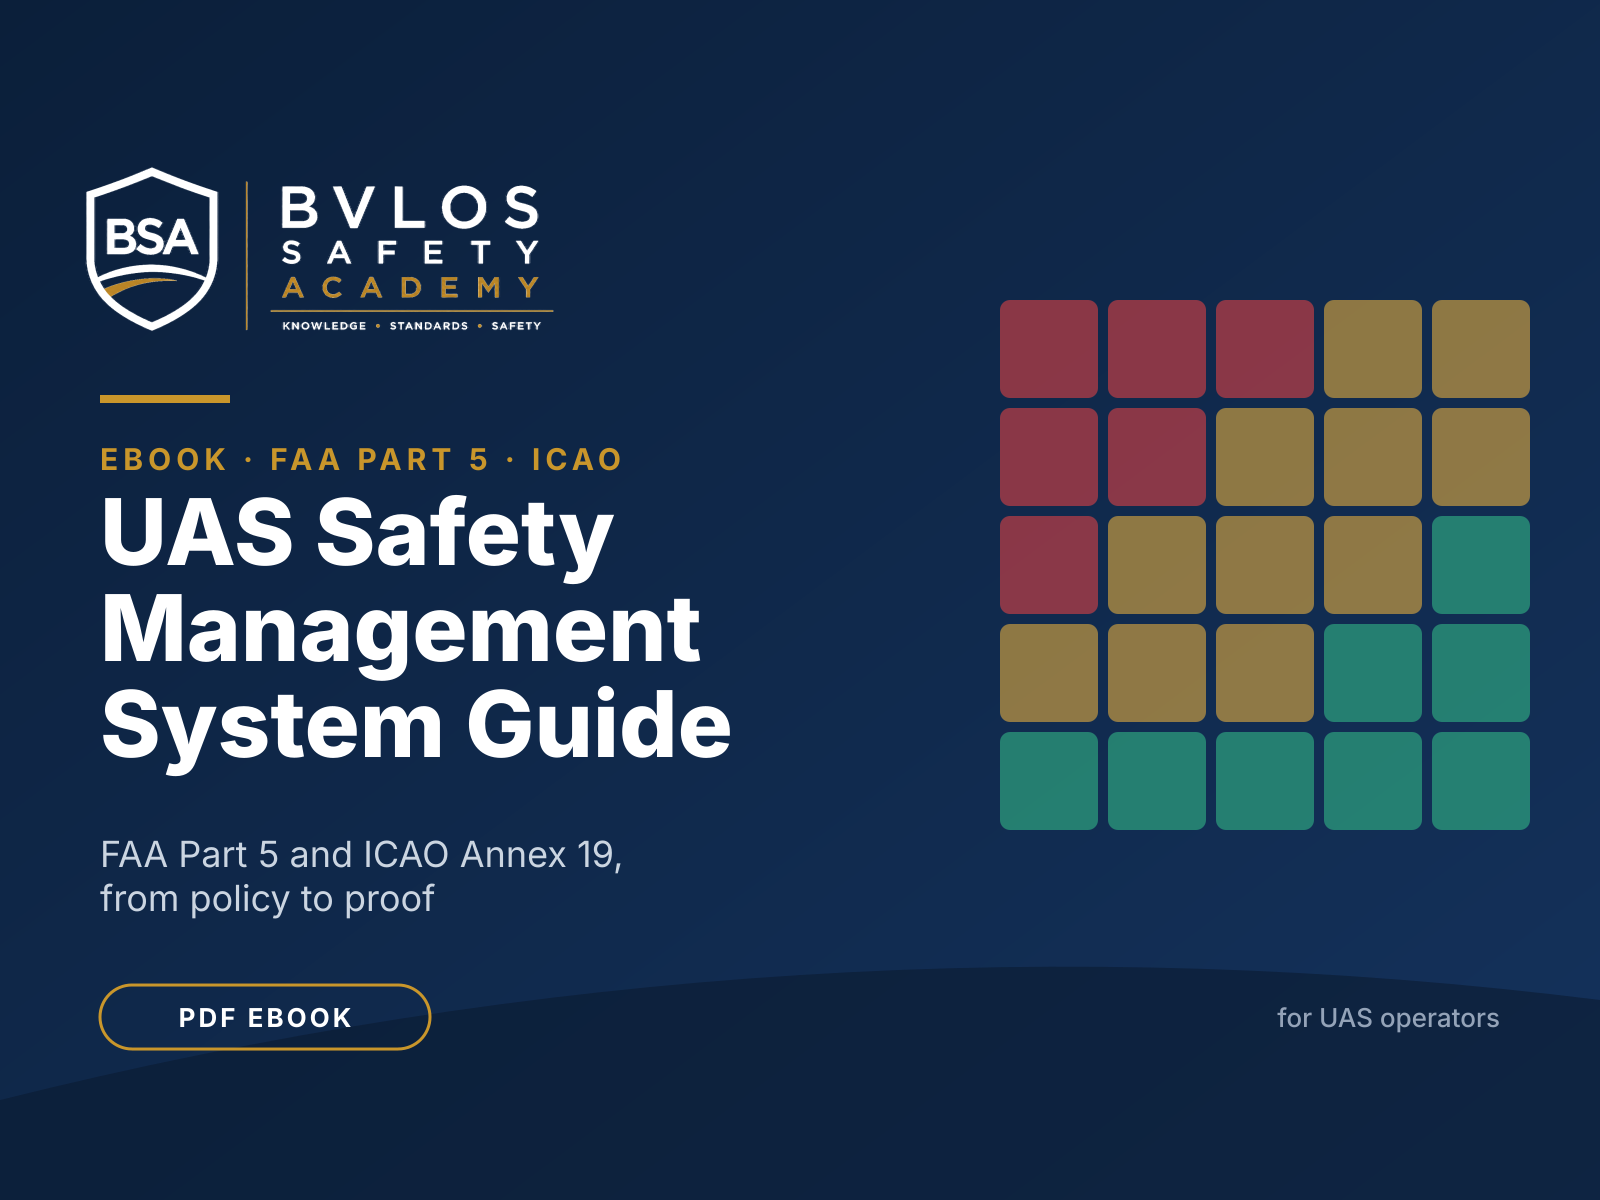 BSA
BVLOS
SAFETY
ACADEMY
KNOWLEDGE • STANDARDS • SAFETY
EBOOK · FAA PART 5 · ICAO
UAS Safety
Management
System Guide
FAA Part 5 and ICAO Annex 19,
from policy to proof
PDF EBOOK
for UAS operators